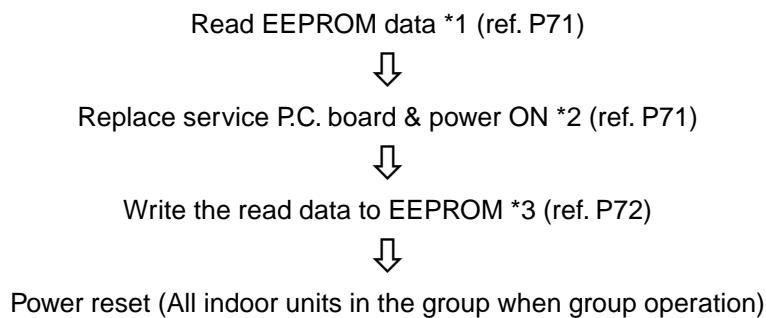 Read EEPROM data *1 (ref. P71)
Replace service P.C. board & power ON *2 (ref. P71)
Write the read data to EEPROM *3 (ref. P72)
Power reset (All indoor units in the group when group operation)